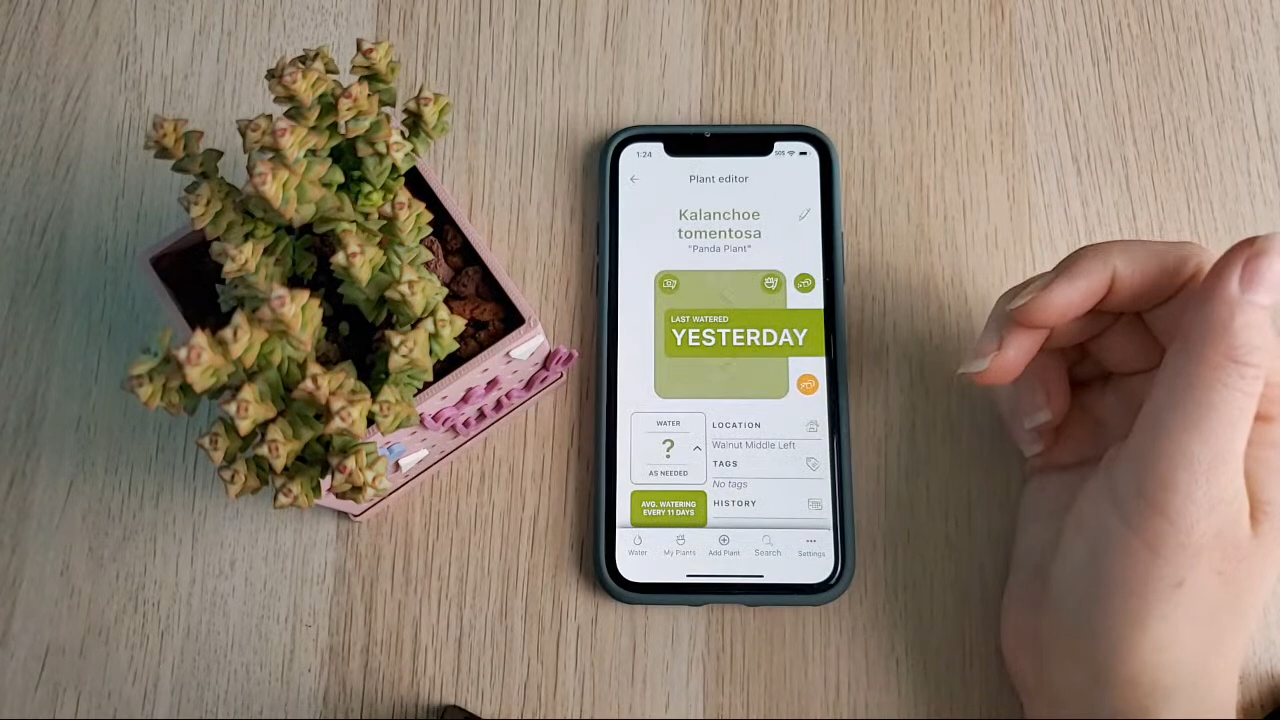 1:24
SOS
Plant editor
Kalanchoe
tomentosa
"Panda Plant"
LAST WATERED
YESTERDAY
WATER
?
AS NEEDED
LOCATION
Walnut Middle Left
TAGS
No tags
HISTORY
AVG. WATERING
EVERY 11 DAYS
Water
My Plants
Add Plant
Search
Settings